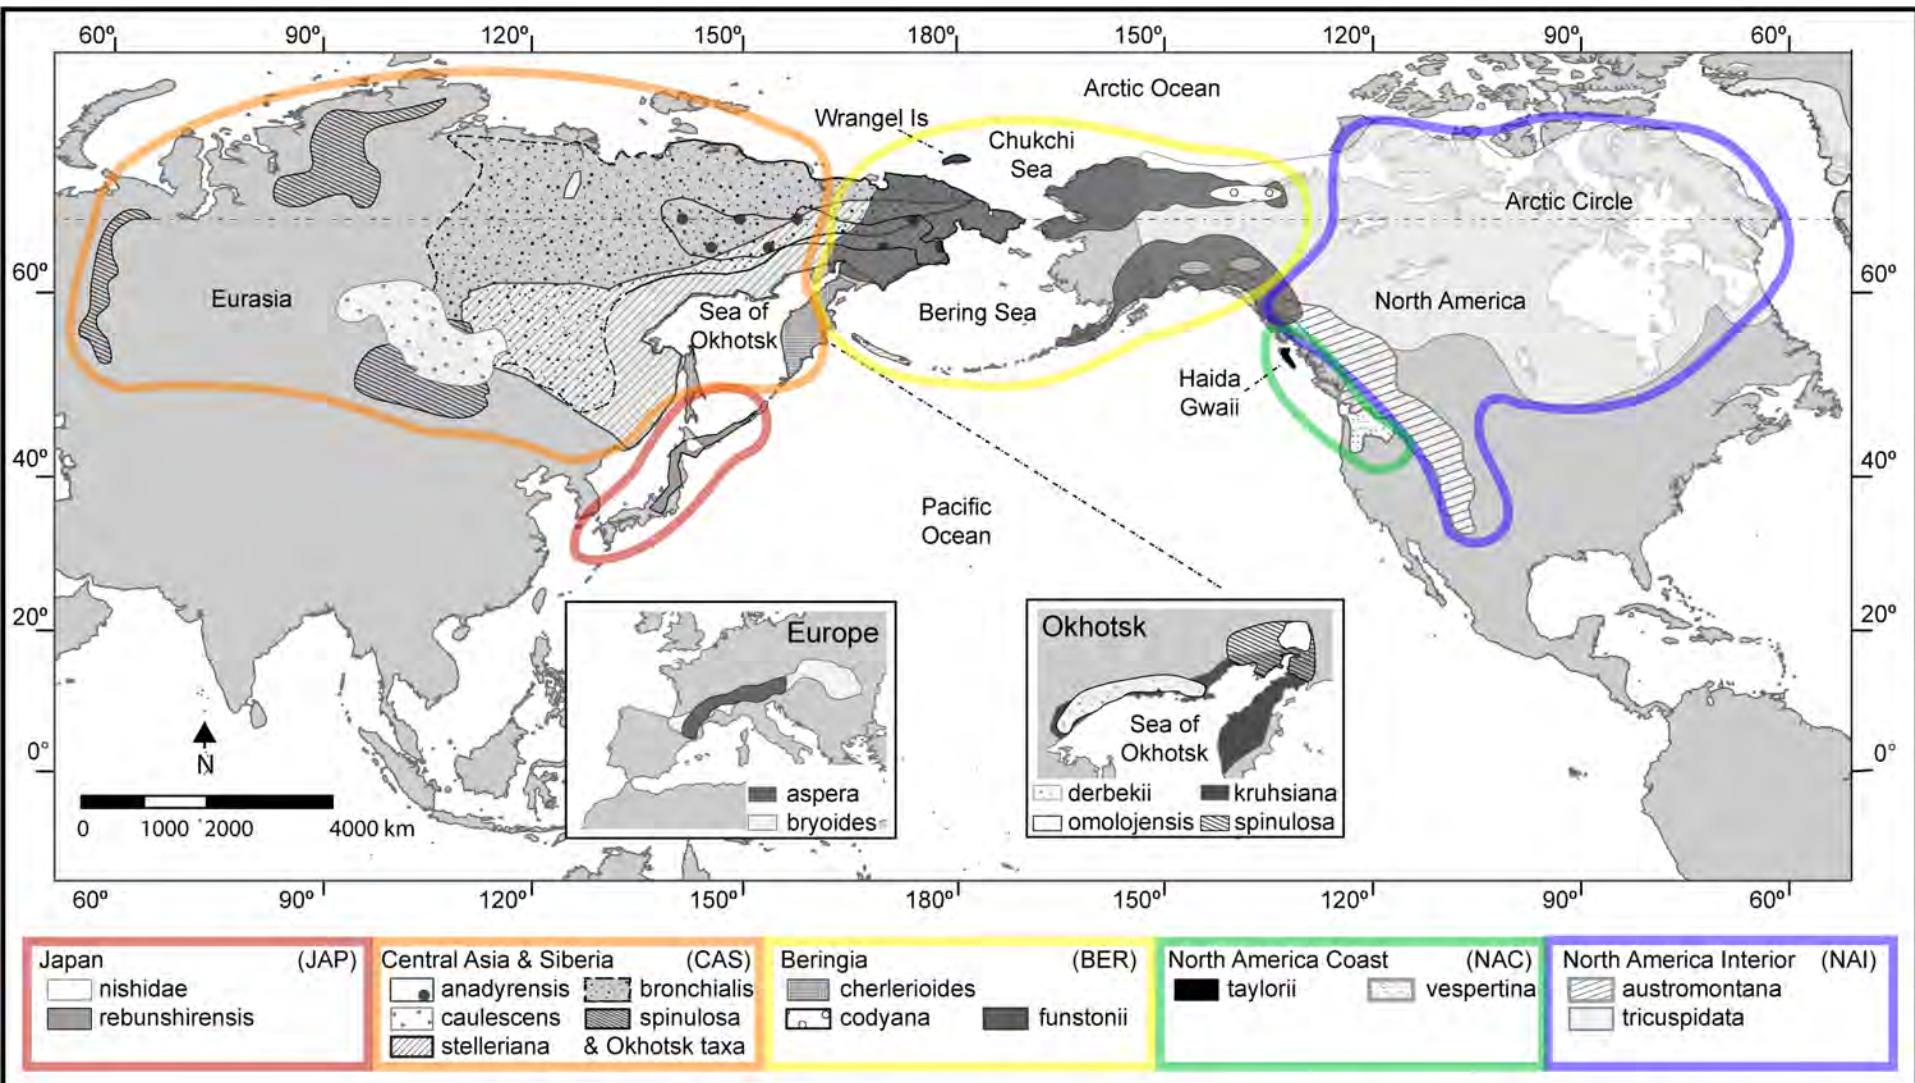 60º 90º 120º 150º 180º 150º 120º 90º 60º
Arctic Ocean
Wrangel Is
Chukchi
Sea
Arctic Circle
60º
Eurasia
Sea of
Okhotsk
Bering Sea
North America
60º
Haida
Gwaii
40º
40º
Pacific
Ocean
20º
20º
Europe
aspera
bryoides
Okhotsk
Sea of
Okhotsk
derbekii kruhsiana
omolojensis spinulosa
0º
0°
N
0 1000 2000 4000 km
60º 90º 120º 150º 180º 150º 120º 90º 60º
Japan (JAP)
nishidae
rebunshirensis
Central Asia & Siberia (CAS)
anadyrensis bronchialis
caulescens spinulosa
stelleriana & Okhotsk taxa
Beringia (BER)
cherlerioides
codyana funstonii
North America Coast (NAC)
taylorii vespertina
North America Interior (NAI)
austromontana
tricuspidata